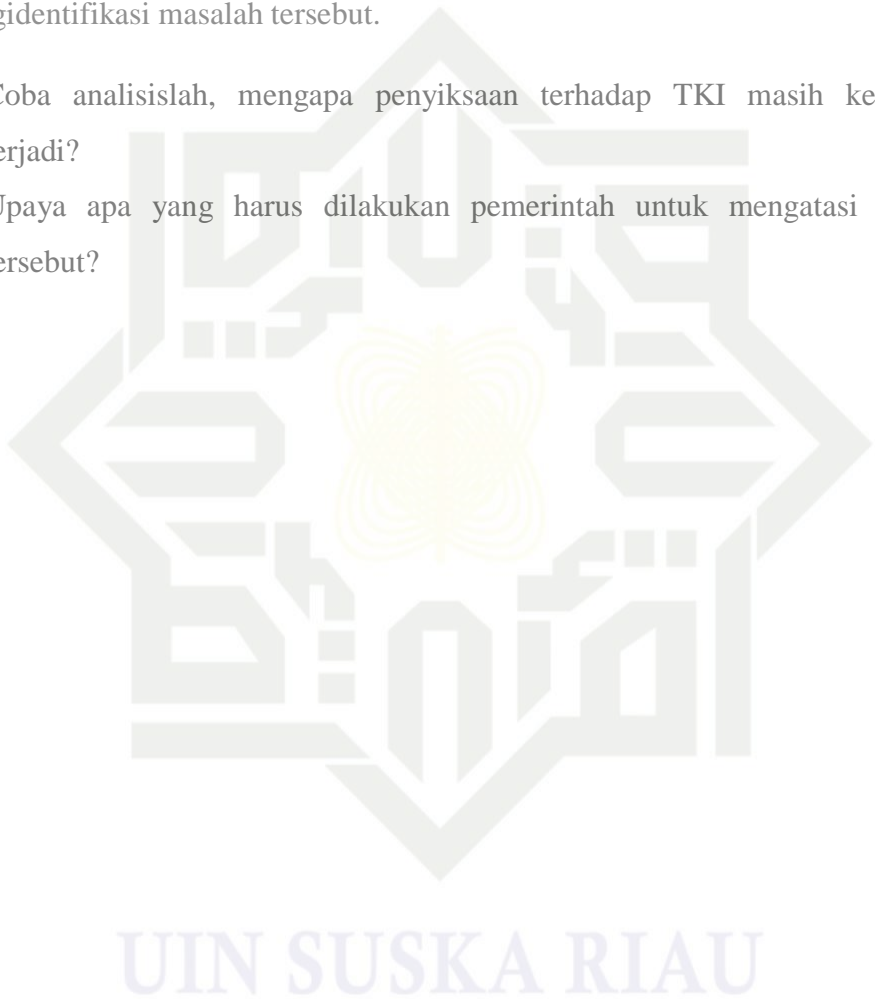 gidentifikasi masalah tersebut.
Coba analisislah, mengapa penyiksaan terhadap TKI masih ke
erjadi?
Upaya apa yang harus dilakukan pemerintah untuk mengatasi
ersebut?
UIN SUSKA RIAU